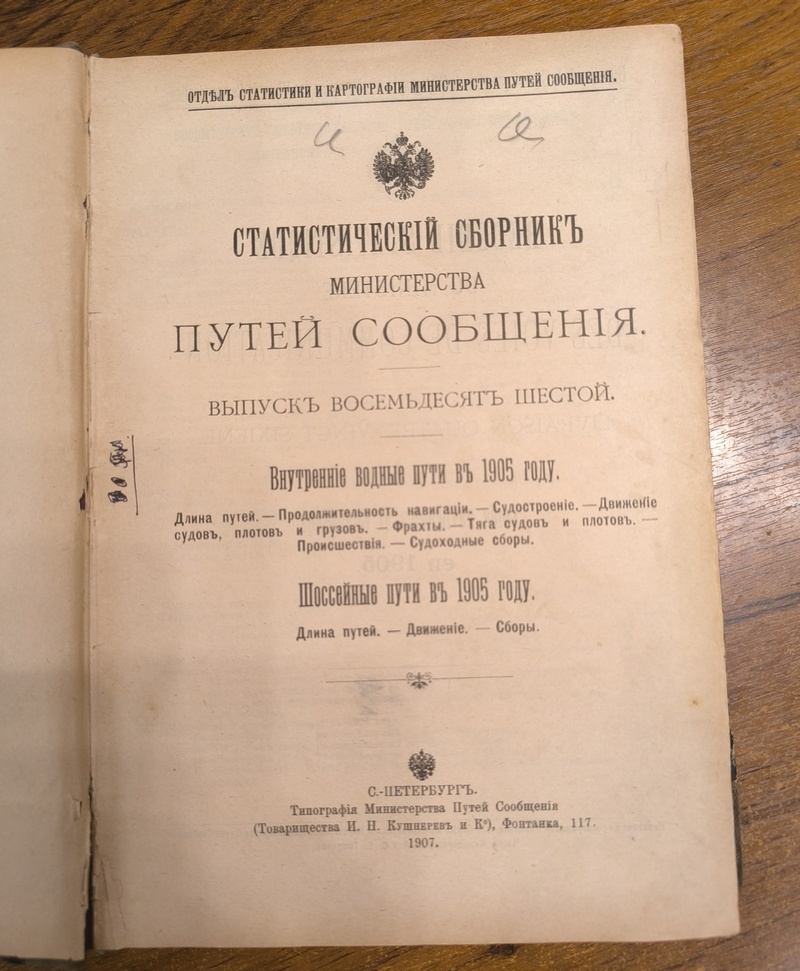 ОТДѢЛЪ СТАТИСТИКИ И КАРТОГРАФІИ МИНИСТЕРСТВА ПУТЕЙ СООБЩЕНІЯ.
СТАТИСТИЧЕСКІЙ СБОРНИКЪ
МИНИСТЕРСТВА
ПУТЕЙ СООБЩЕНІЯ.
ВЫПУСКЪ ВОСЕМЬДЕСЯТЪ ШЕСТОЙ.
Внутренніе водные пути въ 1905 году.
Длина путей. — Продолжительность навигаціи. — Судостроеніе. — Движеніе
судовъ, плотовъ и грузовъ. — Фрахты. — Тяга судовъ и плотовъ. —
Происшествія. — Судоходные сборы.
Шоссейные пути въ 1905 году.
Длина путей. — Движеніе. — Сборы.
С.-ПЕТЕРБУРГЪ.
Типографія Министерства Путей Сообщенія
(Товарищества И. Н. Кушнеревъ и Кº), Фонтанка, 117.
1907.